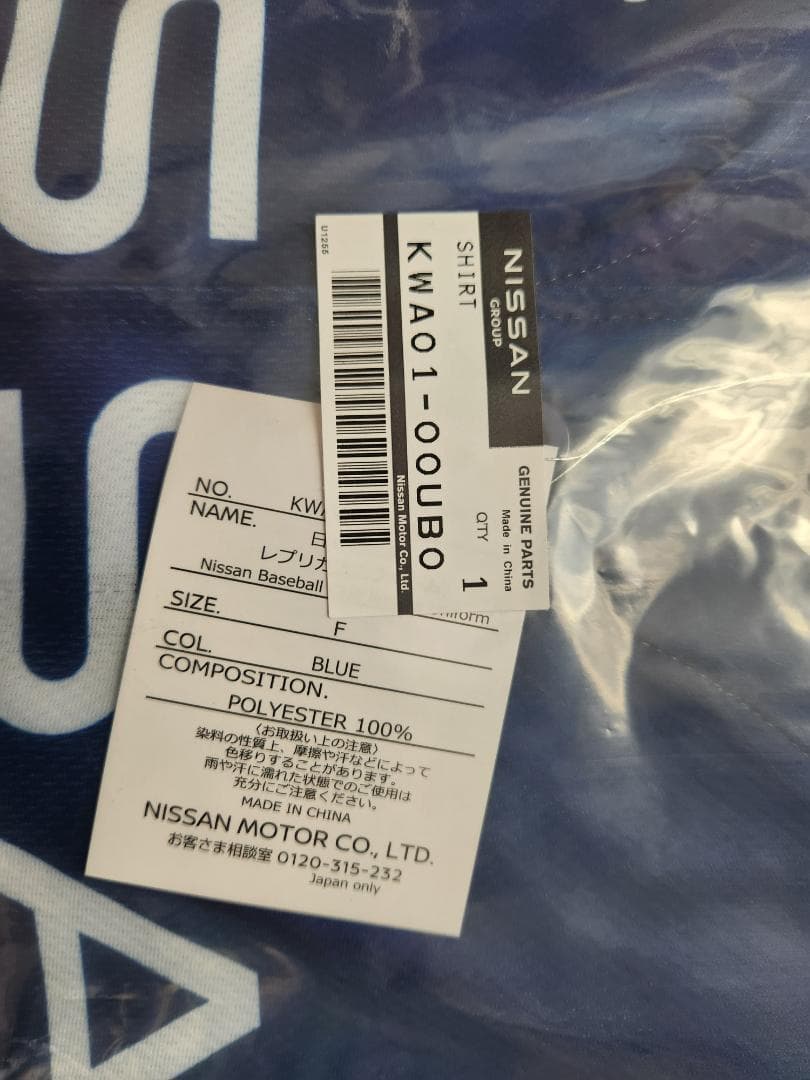 NISSAN
GROUP
SHIRT
KWA01-00UB0
GENUINE PARTS
Made in China
QTY 1
Nissan Motor Co., Ltd.
U1255
NO.
NAME.
レプリ
Nissan Baseball
SIZE. F
COL. BLUE
COMPOSITION.
POLYESTER 100%
〈お取扱い上の注意〉
染料の性質上、摩擦や汗などによって
色移りすることがあります。
雨や汗に濡れた状態でのご使用は
充分にご注意ください。
MADE IN CHINA
NISSAN MOTOR CO., LTD.
お客さま相談室 0120-315-232
Japan only
S
S
A